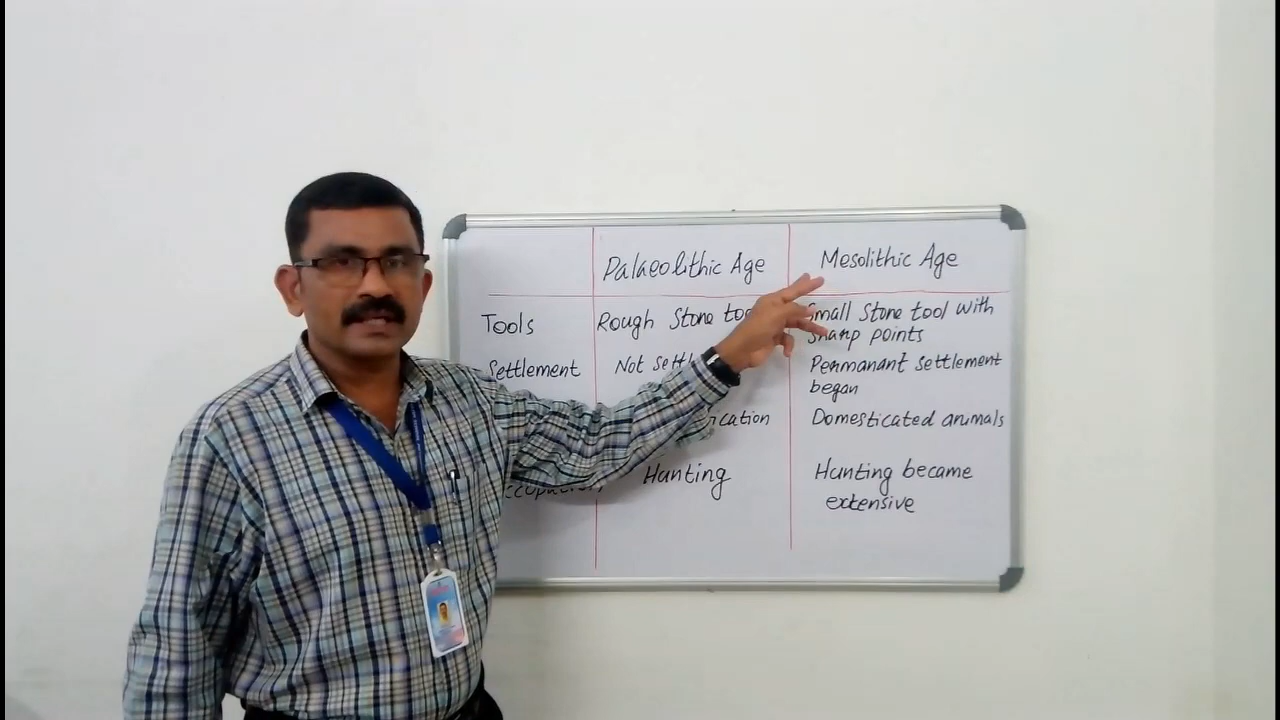 Palaeolithic Age
Mesolithic Age
Tools
Rough Stone
Small Stone tool with
sharp points
Settlement
Not
Permanant settlement
began
Domesticated animals
Hunting
Hunting became
extensive